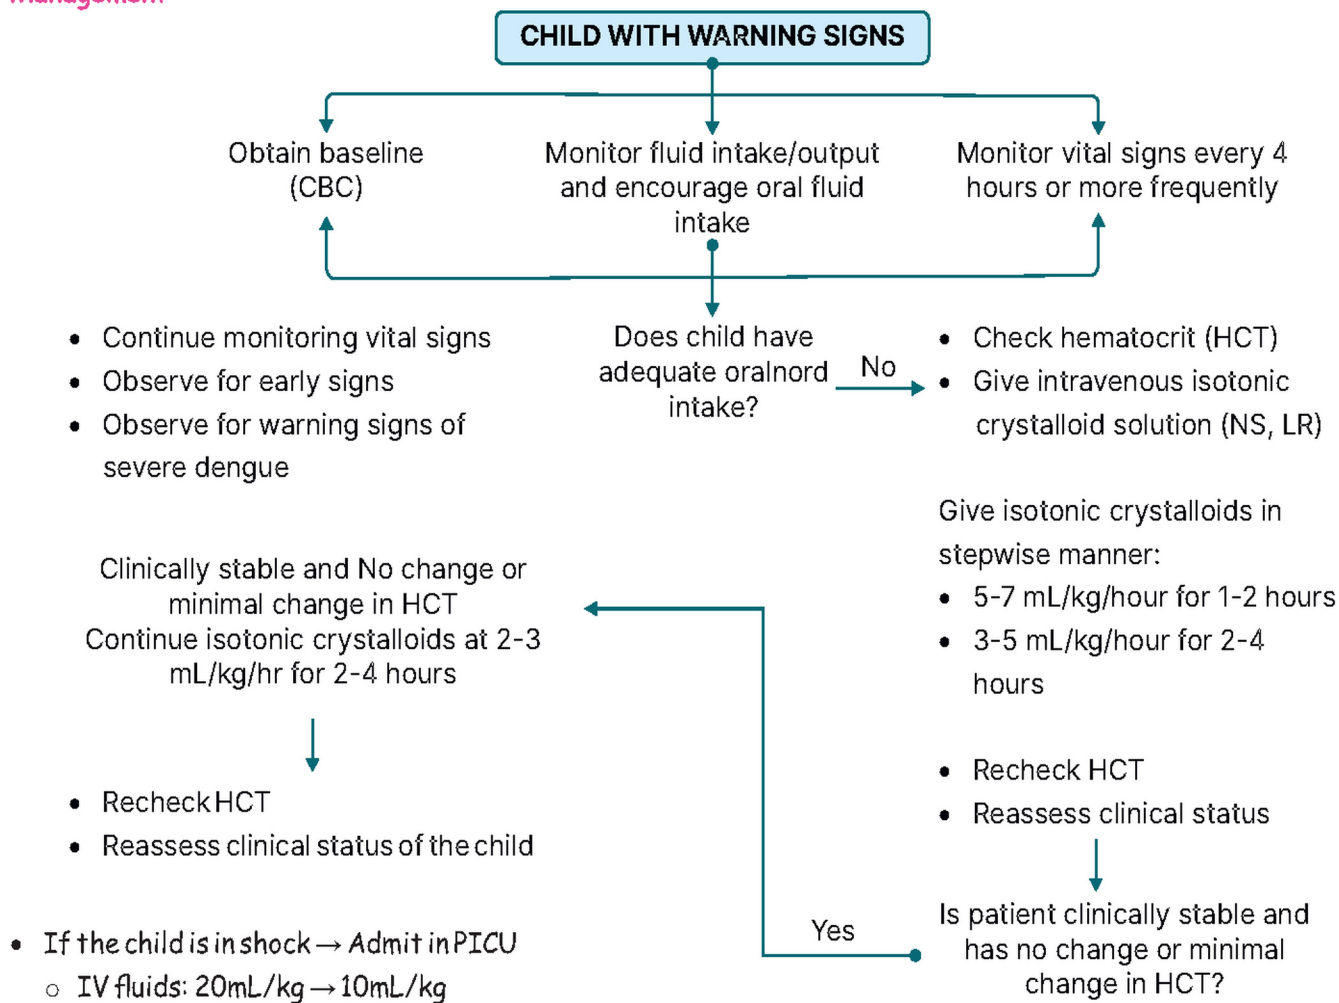 management
CHILD WITH WARNING SIGNS
Obtain baseline
(CBC)
Monitor fluid intake/output
and encourage oral fluid
intake
Monitor vital signs every 4
hours or more frequently
• Continue monitoring vital signs
• Observe for early signs
• Observe for warning signs of
severe dengue
Does child have
adequate oralnord
intake?
No
• Check hematocrit (HCT)
• Give intravenous isotonic
crystalloid solution (NS, LR)
Give isotonic crystalloids in
stepwise manner:
• 5-7 mL/kg/hour for 1-2 hours
• 3-5 mL/kg/hour for 2-4
hours
Clinically stable and No change or
minimal change in HCT
Continue isotonic crystalloids at 2-3
mL/kg/hr for 2-4 hours
• Recheck HCT
• Reassess clinical status
• Recheck HCT
• Reassess clinical status of the child
Is patient clinically stable and
has no change or minimal
change in HCT?
Yes
• If the child is in shock → Admit in PICU
○ IV fluids: 20mL/kg → 10mL/kg